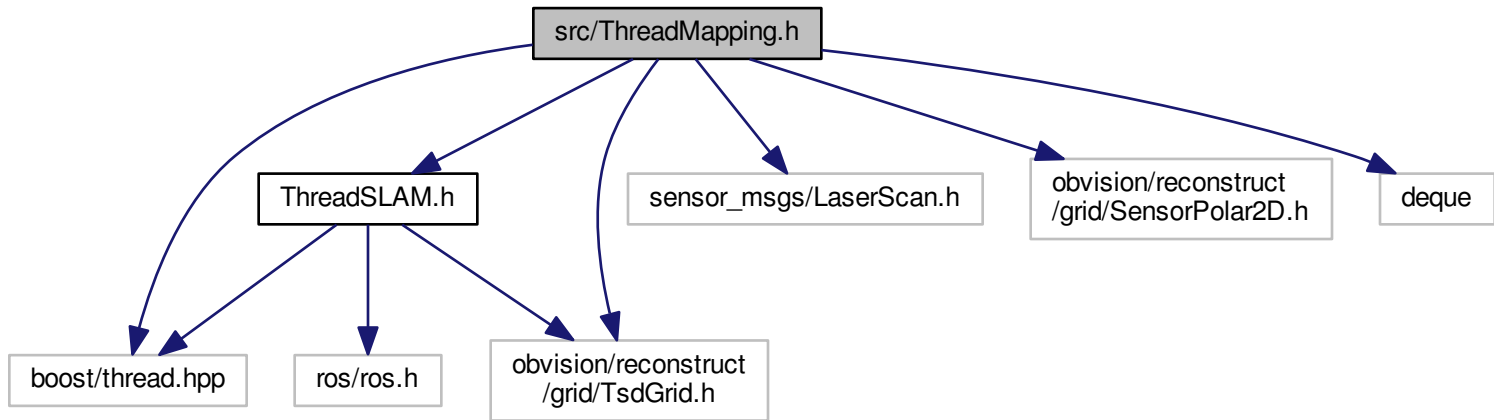 src/ThreadMapping.h
ThreadSLAM.h
sensor_msgs/LaserScan.h
obvision/reconstruct
/grid/SensorPolar2D.h
deque
boost/thread.hpp
ros/ros.h
obvision/reconstruct
/grid/TsdGrid.h